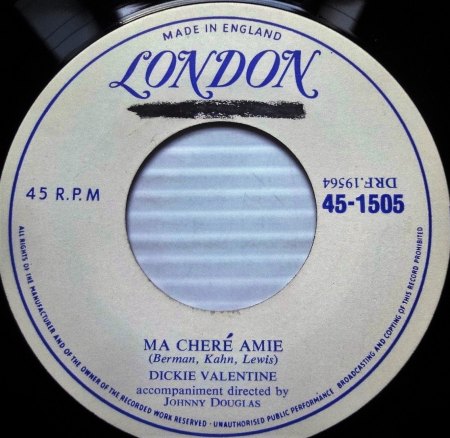 MADE IN ENGLAND
LONDON
45 R.P.M
DRF.19564
45-1505
MA CHERÉ AMIE
(Berman, Kahn, Lewis)
DICKIE VALENTINE
accompaniment directed by
JOHNNY DOUGLAS
ALL RIGHTS OF THE MANUFACTURER AND OF THE OWNER OF THE RECORDED WORK RESERVED · UNAUTHORISED PUBLIC PERFORMANCE · BROADCASTING AND COPYING OF THIS RECORD PROHIBITED